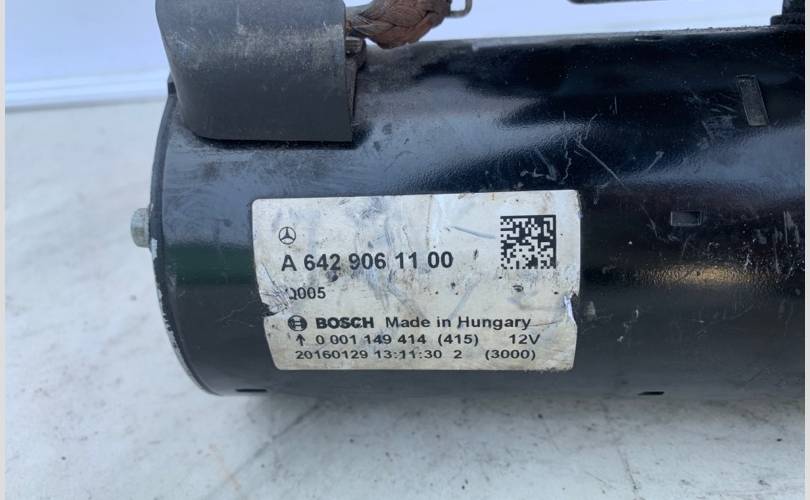 A 642 906 11 00
Q005
BOSCH Made in Hungary
↑ 0 001 149 414 (415) 12V
20160129 13:11:30 2 (3000)